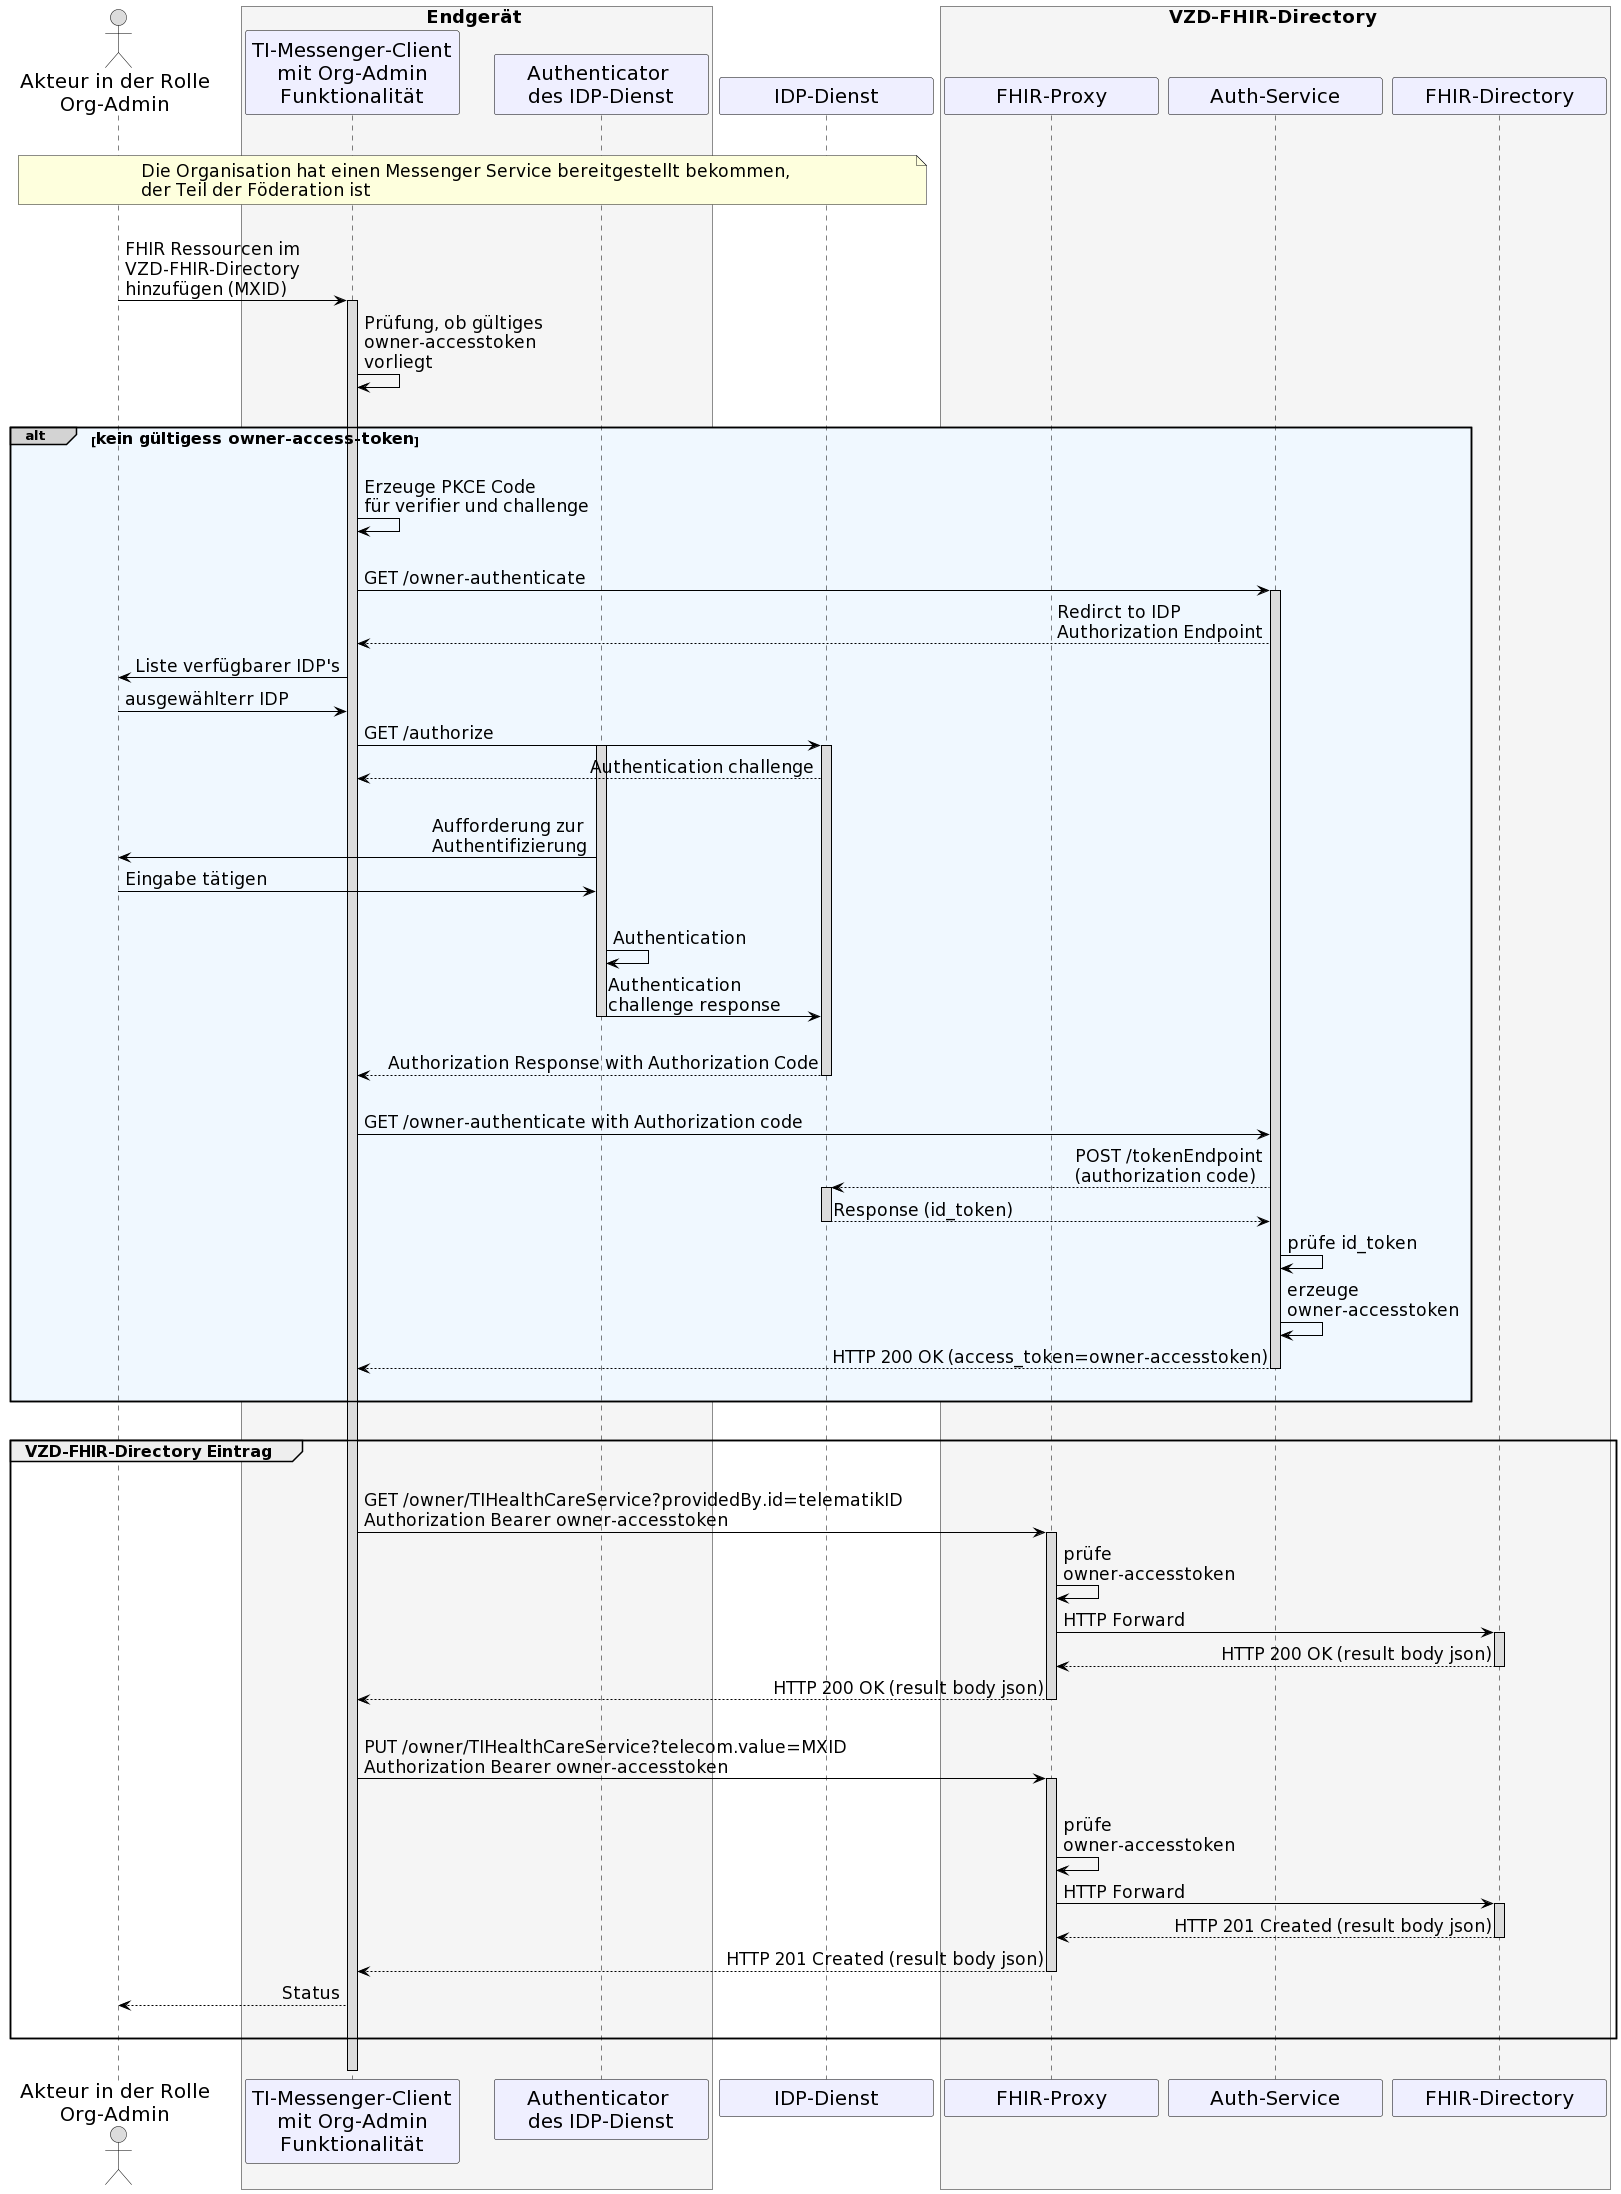 Endgerät
VZD-FHIR-Directory
Akteur in der Rolle
Org-Admin
TI-Messenger-Client
mit Org-Admin
Funktionalität
Authenticator
des IDP-Dienst
IDP-Dienst
FHIR-Proxy
Auth-Service
FHIR-Directory
Die Organisation hat einen Messenger Service bereitgestellt bekommen,
der Teil der Föderation ist
FHIR Ressourcen im
VZD-FHIR-Directory
hinzufügen (MXID)
Prüfung, ob gültiges
owner-accesstoken
vorliegt
alt
[kein gültigess owner-access-token]
Erzeuge PKCE Code
für verifier und challenge
GET /owner-authenticate
Redirct to IDP
Authorization Endpoint
Liste verfügbarer IDP's
ausgewählterr IDP
GET /authorize
Authentication challenge
Aufforderung zur
Authentifizierung
Eingabe tätigen
Authentication
Authentication
challenge response
Authorization Response with Authorization Code
GET /owner-authenticate with Authorization code
POST /tokenEndpoint
(authorization code)
Response (id_token)
prüfe id_token
erzeuge
owner-accesstoken
HTTP 200 OK (access_token=owner-accesstoken)
VZD-FHIR-Directory Eintrag
GET /owner/TIHealthCareService?providedBy.id=telematikID
Authorization Bearer owner-accesstoken
prüfe
owner-accesstoken
HTTP Forward
HTTP 200 OK (result body json)
HTTP 200 OK (result body json)
PUT /owner/TIHealthCareService?telecom.value=MXID
Authorization Bearer owner-accesstoken
prüfe
owner-accesstoken
HTTP Forward
HTTP 201 Created (result body json)
HTTP 201 Created (result body json)
Status
Akteur in der Rolle
Org-Admin
TI-Messenger-Client
mit Org-Admin
Funktionalität
Authenticator
des IDP-Dienst
IDP-Dienst
FHIR-Proxy
Auth-Service
FHIR-Directory